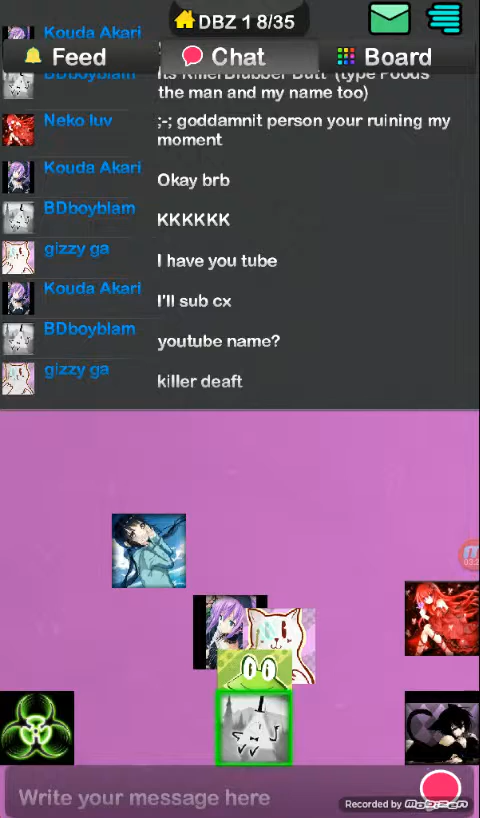 DBZ 1 8/35
Feed
Chat
Board
Kouda Akari
BDboyblam
Its KillerBlubber Butt (type Foods
the man and my name too)
Neko luv
;-; goddamnit person your ruining my
moment
Kouda Akari
Okay brb
BDboyblam
KKKKKK
gizzy ga
I have you tube
Kouda Akari
I'll sub cx
BDboyblam
youtube name?
gizzy ga
killer deaft
Write your message here
Recorded by MOBIZEN